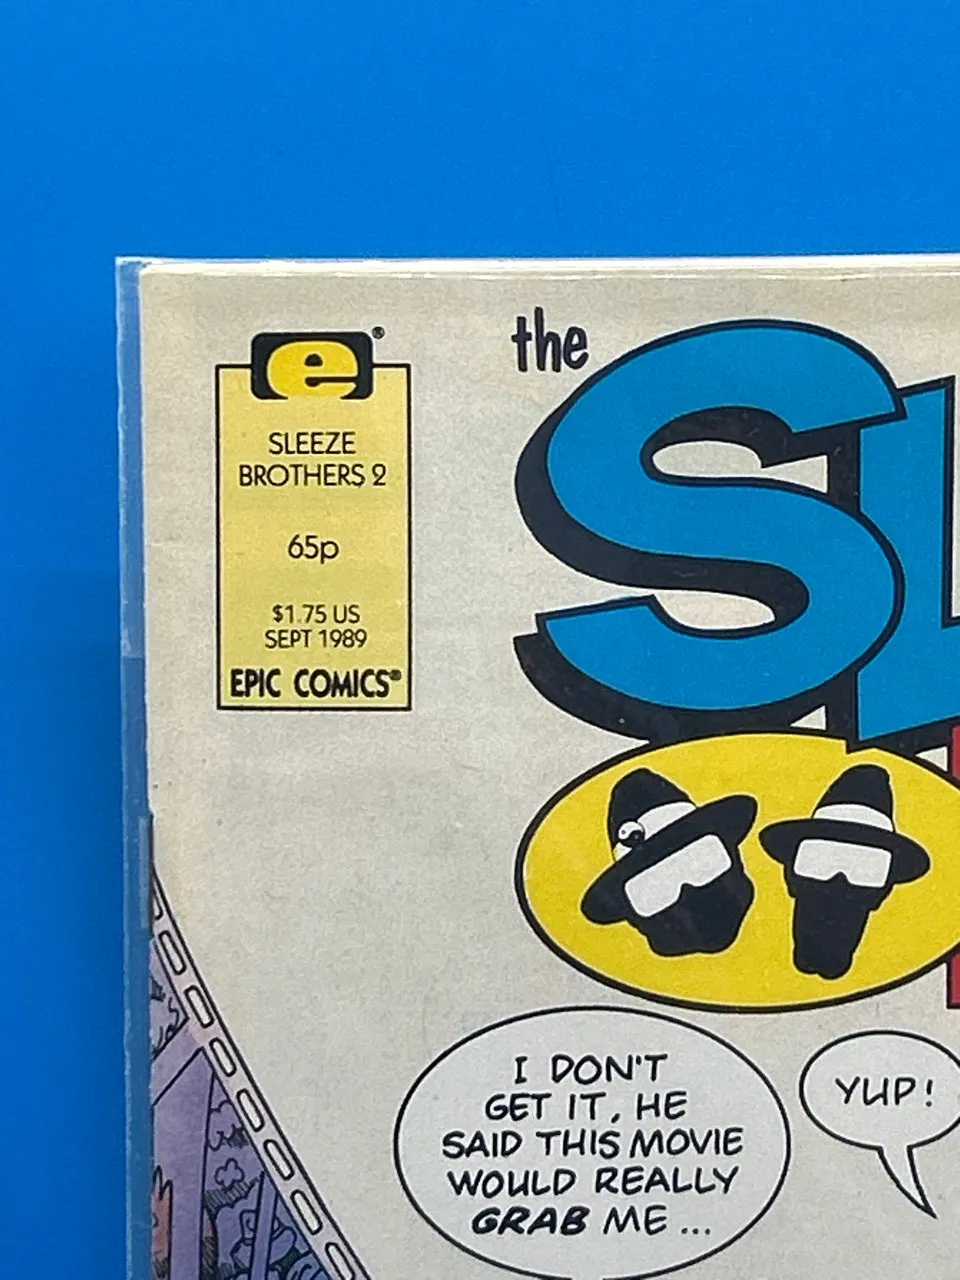 e®
SLEEZE
BROTHERS 2
65p
$1.75 US
SEPT 1989
EPIC COMICS®
the
SL
I DON'T
GET IT, HE
SAID THIS MOVIE
WOULD REALLY
GRAB ME ...
YUP!